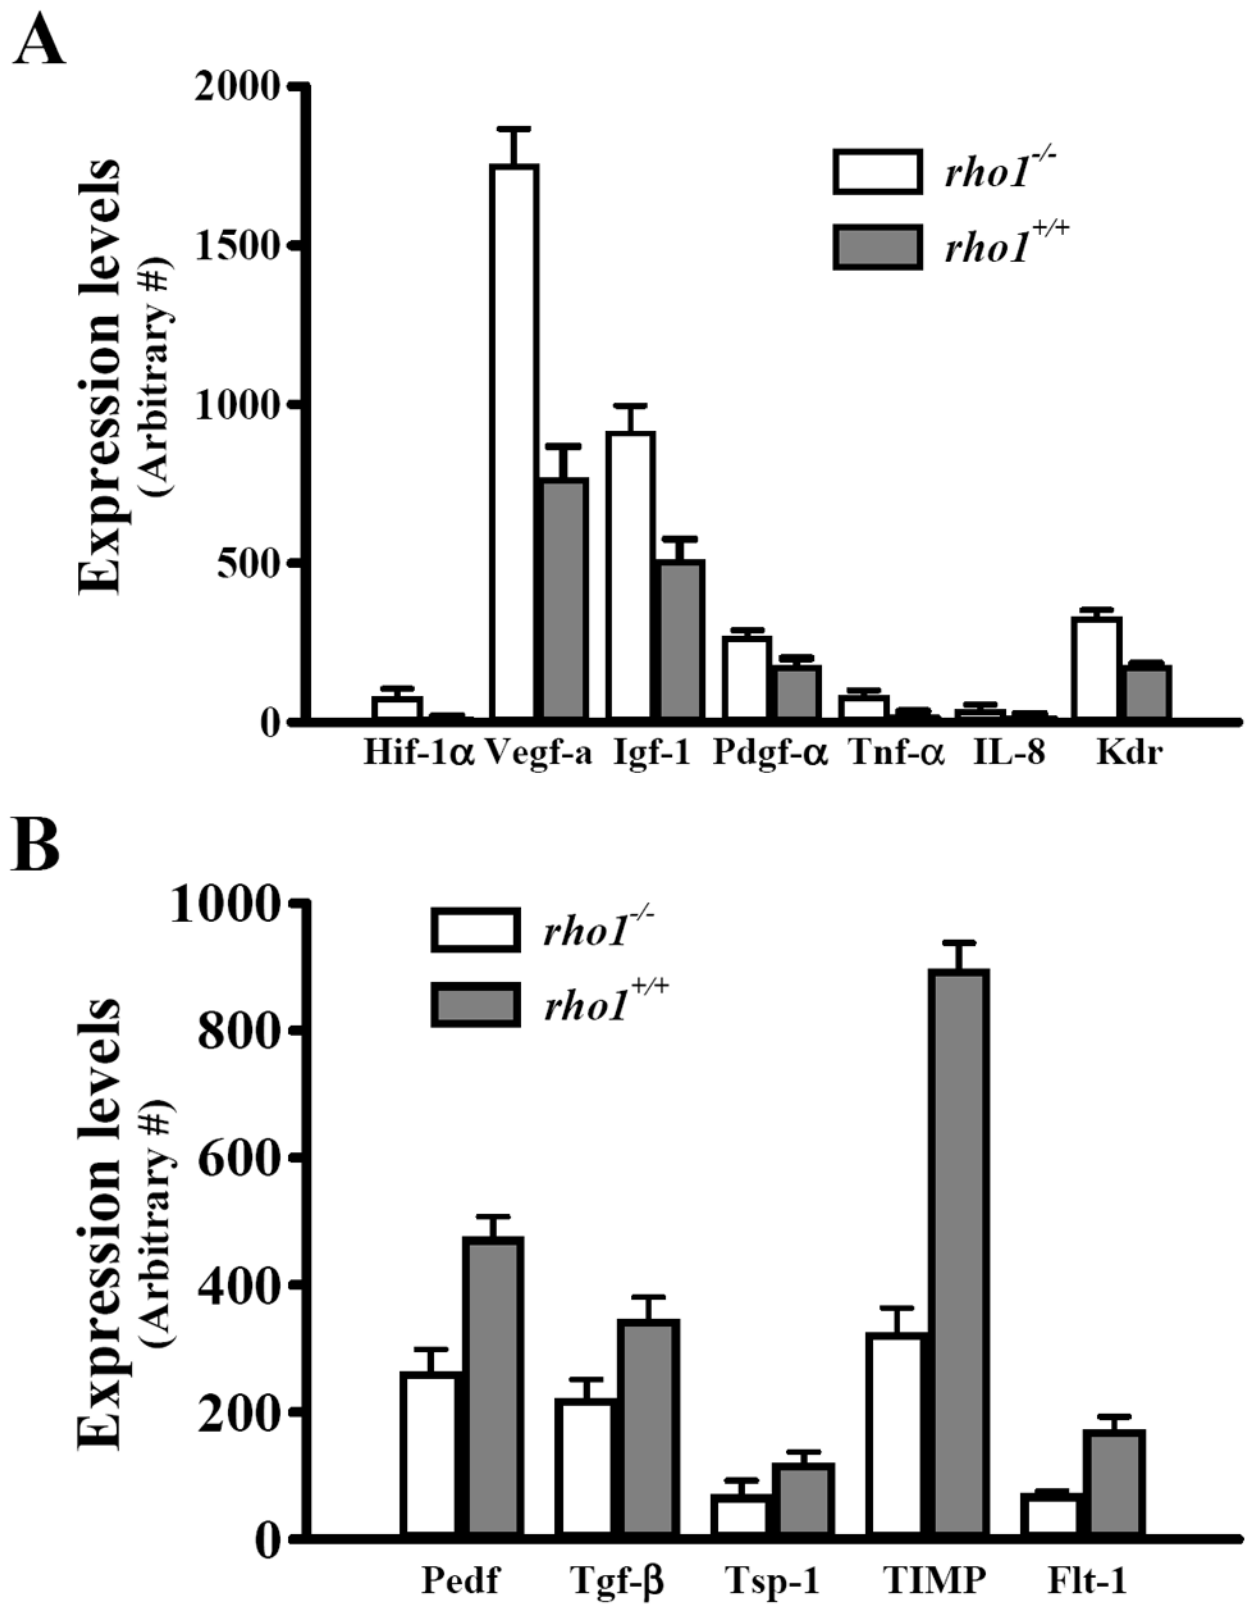 A
Expression levels
(Arbitrary #)
2000
1500
1000
500
0
rho1-/-
rho1+/+
Hif-1α Vegf-a Igf-1 Pdgf-α Tnf-α IL-8 Kdr
B
Expression levels
(Arbitrary #)
1000
800
600
400
200
0
rho1-/-
rho1+/+
Pedf Tgf-β Tsp-1 TIMP Flt-1